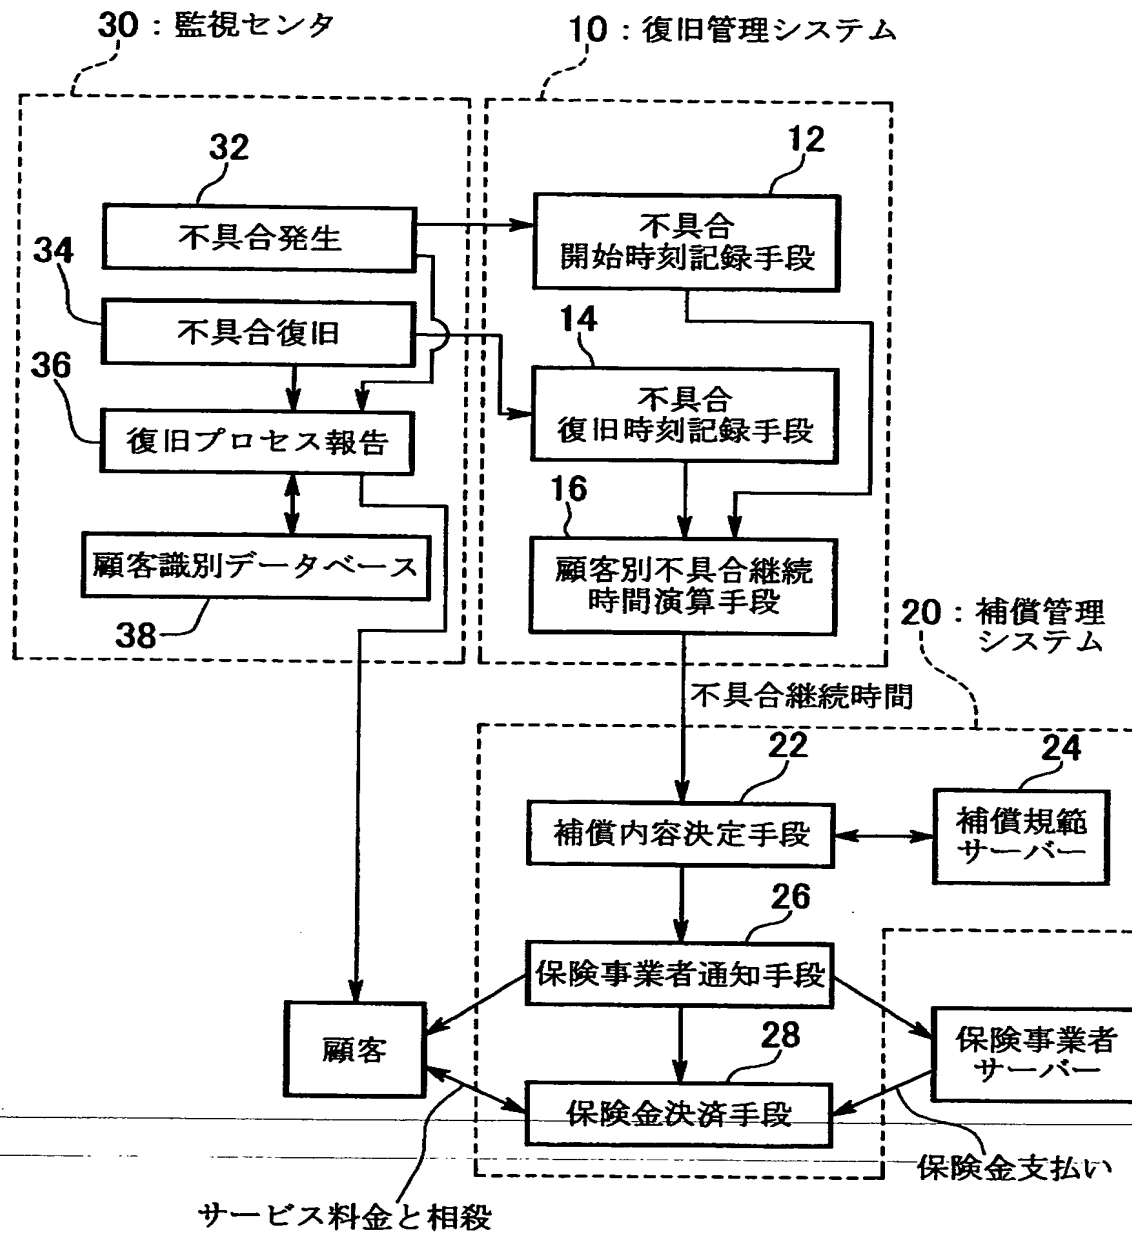 30：監視センタ
10：復旧管理システム
32
不具合発生
34
不具合復旧
36
復旧プロセス報告
顧客識別データベース
38
12
不具合
開始時刻記録手段
14
不具合
復旧時刻記録手段
16
顧客別不具合継続
時間演算手段
20：補償管理
システム
不具合継続時間
22
補償内容決定手段
24
補償規範
サーバー
26
保険事業者通知手段
顧客
28
保険金決済手段
保険事業者
サーバー
保険金支払い
サービス料金と相殺